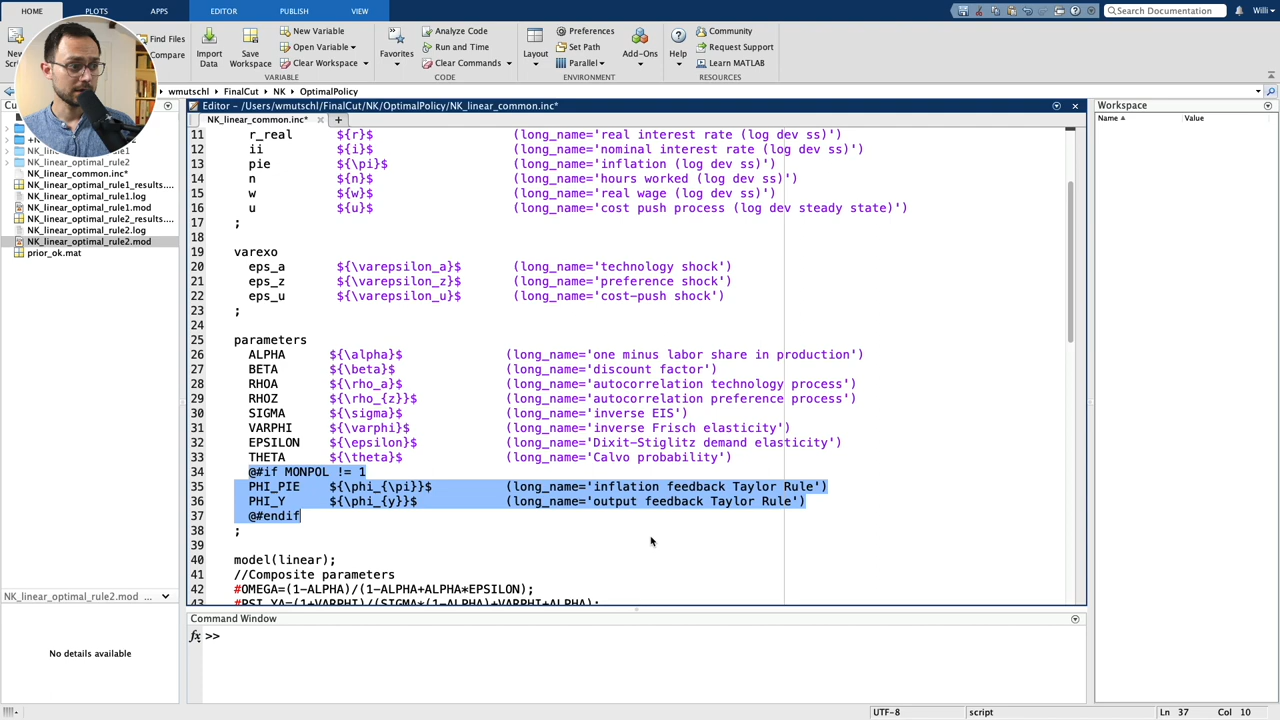 HOME
PLOTS
APPS
EDITOR
PUBLISH
VIEW
Search Documentation
Willi
New
Find Files
Compare
Import
Data
Save
Workspace
New Variable
Open Variable
Clear Workspace
VARIABLE
Favorites
Analyze Code
Run and Time
Clear Commands
CODE
Layout
Preferences
Set Path
Parallel
ENVIRONMENT
Add-Ons
Help
Community
Request Support
Learn MATLAB
RESOURCES
wmutschl
FinalCut
NK
OptimalPolicy
Editor - /Users/wmutschl/FinalCut/NK/OptimalPolicy/NK_linear_common.inc*
NK_linear_common.inc*
NK_linear_optimal_rule1
NK_linear_optimal_rule2
NK_linear_common.inc*
NK_linear_optimal_rule1_results....
NK_linear_optimal_rule1.log
NK_linear_optimal_rule1.mod
NK_linear_optimal_rule2_results....
NK_linear_optimal_rule2.log
NK_linear_optimal_rule2.mod
prior_ok.mat
NK_linear_optimal_rule2.mod ...
No details available
11 r_real ${r}$ (long_name='real interest rate (log dev ss)')
12 ii ${i}$ (long_name='nominal interest rate (log dev ss)')
13 pie ${\pi}$ (long_name='inflation (log dev ss)')
14 n ${n}$ (long_name='hours worked (log dev ss)')
15 w ${w}$ (long_name='real wage (log dev ss)')
16 u ${u}$ (long_name='cost push process (log dev steady state)')
17 ;
18
19 varexo
20 eps_a ${\varepsilon_a}$ (long_name='technology shock')
21 eps_z ${\varepsilon_z}$ (long_name='preference shock')
22 eps_u ${\varepsilon_u}$ (long_name='cost-push shock')
23 ;
24
25 parameters
26 ALPHA ${\alpha}$ (long_name='one minus labor share in production')
27 BETA ${\beta}$ (long_name='discount factor')
28 RHOA ${\rho_a}$ (long_name='autocorrelation technology process')
29 RHOZ ${\rho_{z}}$ (long_name='autocorrelation preference process')
30 SIGMA ${\sigma}$ (long_name='inverse EIS')
31 VARPHI ${\varphi}$ (long_name='inverse Frisch elasticity')
32 EPSILON ${\epsilon}$ (long_name='Dixit-Stiglitz demand elasticity')
33 THETA ${\theta}$ (long_name='Calvo probability')
34 @#if MONPOL != 1
35 PHI_PIE ${\phi_{\pi}}$ (long_name='inflation feedback Taylor Rule')
36 PHI_Y ${\phi_{y}}$ (long_name='output feedback Taylor Rule')
37 @#endif
38 ;
39
40 model(linear);
41 //Composite parameters
42 #OMEGA=(1-ALPHA)/(1-ALPHA+ALPHA*EPSILON);
43 #PSI_YA=(1+VARPHI)/(SIGMA*(1-ALPHA)+VARPHI+ALPHA);
Command Window
fx >>
Workspace
Name
Value
UTF-8
script
Ln 37 Col 10